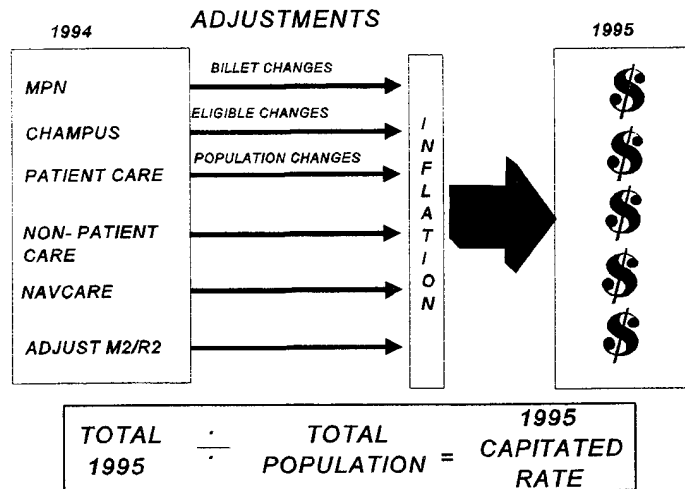 ADJUSTMENTS
1994
1995
BILLET CHANGES
MPN
ELIGIBLE CHANGES
CHAMPUS
POPULATION CHANGES
PATIENT CARE
NON- PATIENT
CARE
NAVCARE
ADJUST M2/R2
INFLATION
$
$
$
$
$
TOTAL
1995
÷
TOTAL
POPULATION
=
1995
CAPITATED
RATE